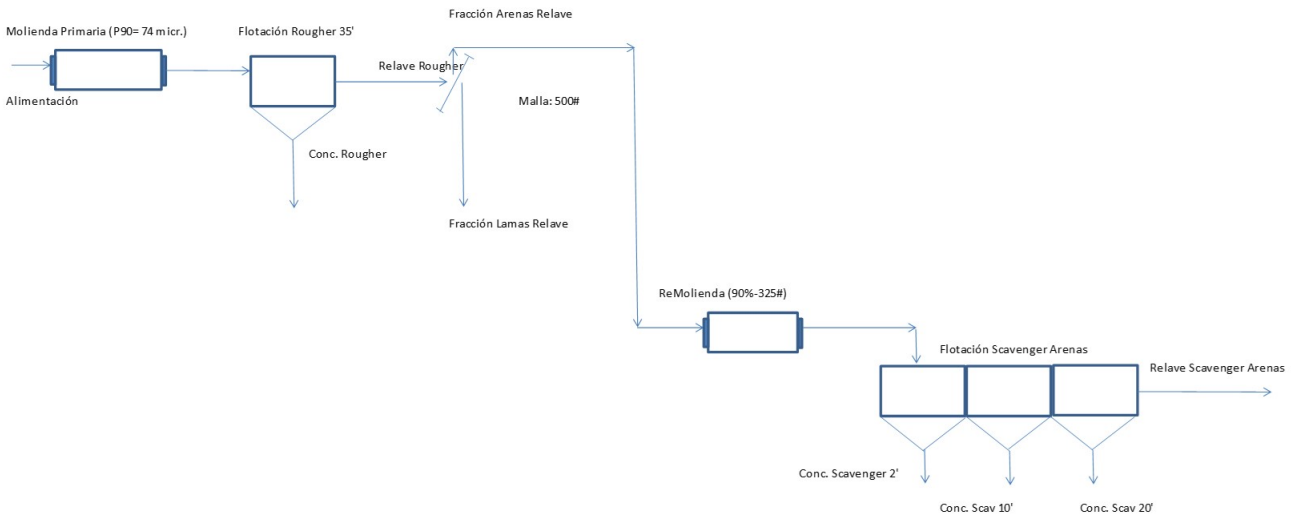 Fracción Arenas Relave
Molienda Primaria (P90= 74 micr.)
Flotación Rougher 35'
Relave Rougher
Alimentación
Malla: 500#
Conc. Rougher
Fracción Lamas Relave
ReMolienda (90%-325#)
Flotación Scavenger Arenas
Relave Scavenger Arenas
Conc. Scavenger 2'
Conc. Scav 10'
Conc. Scav 20'